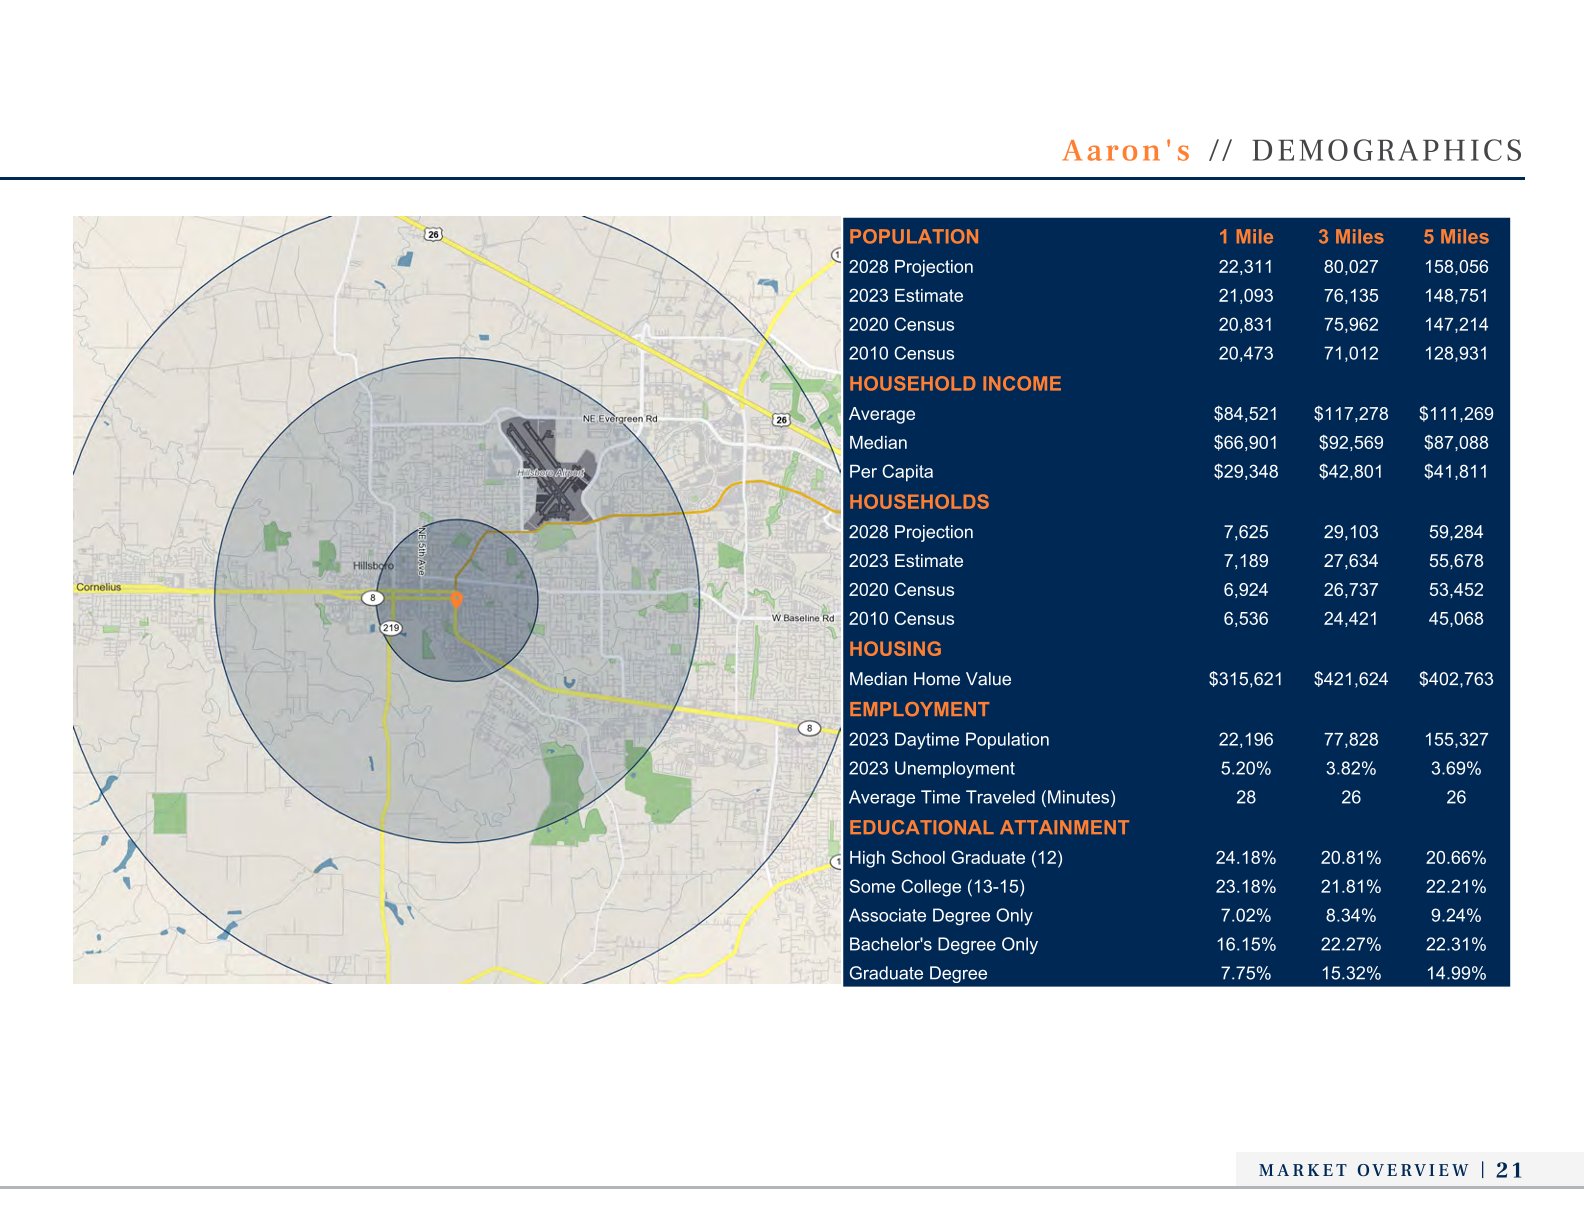 Aaron's // DEMOGRAPHICS
26
1
NE Evergreen Rd
26
Hillsboro Airport
NE 5th Ave
Hillsboro
Cornelius
8
219
W Baseline Rd
8
1
POPULATION 1 Mile 3 Miles 5 Miles
2028 Projection 22,311 80,027 158,056
2023 Estimate 21,093 76,135 148,751
2020 Census 20,831 75,962 147,214
2010 Census 20,473 71,012 128,931
HOUSEHOLD INCOME
Average $84,521 $117,278 $111,269
Median $66,901 $92,569 $87,088
Per Capita $29,348 $42,801 $41,811
HOUSEHOLDS
2028 Projection 7,625 29,103 59,284
2023 Estimate 7,189 27,634 55,678
2020 Census 6,924 26,737 53,452
2010 Census 6,536 24,421 45,068
HOUSING
Median Home Value $315,621 $421,624 $402,763
EMPLOYMENT
2023 Daytime Population 22,196 77,828 155,327
2023 Unemployment 5.20% 3.82% 3.69%
Average Time Traveled (Minutes) 28 26 26
EDUCATIONAL ATTAINMENT
High School Graduate (12) 24.18% 20.81% 20.66%
Some College (13-15) 23.18% 21.81% 22.21%
Associate Degree Only 7.02% 8.34% 9.24%
Bachelor's Degree Only 16.15% 22.27% 22.31%
Graduate Degree 7.75% 15.32% 14.99%
MARKET OVERVIEW | 21